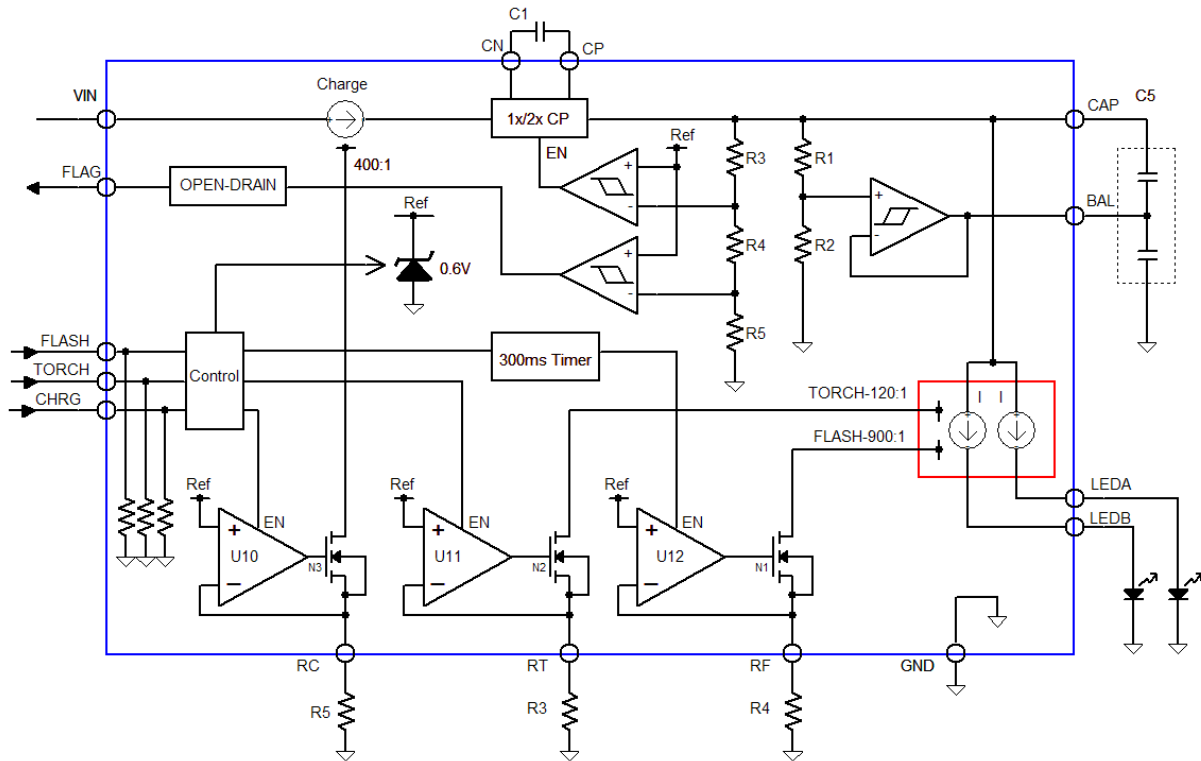 C1
CN
CP
VIN
Charge
1x/2x CP
EN
CAP
C5
400:1
Ref
R3
R1
FLAG
OPEN-DRAIN
+
-
+
-
BAL
Ref
0.6V
+
-
R4
R2
R5
FLASH
TORCH
CHRG
Control
300ms Timer
TORCH-120:1
FLASH-900:1
I
I
LEDA
LEDB
Ref
+
−
U10
EN
N3
Ref
+
−
U11
EN
N2
Ref
+
−
U12
EN
N1
RC
RT
RF
GND
R5
R3
R4